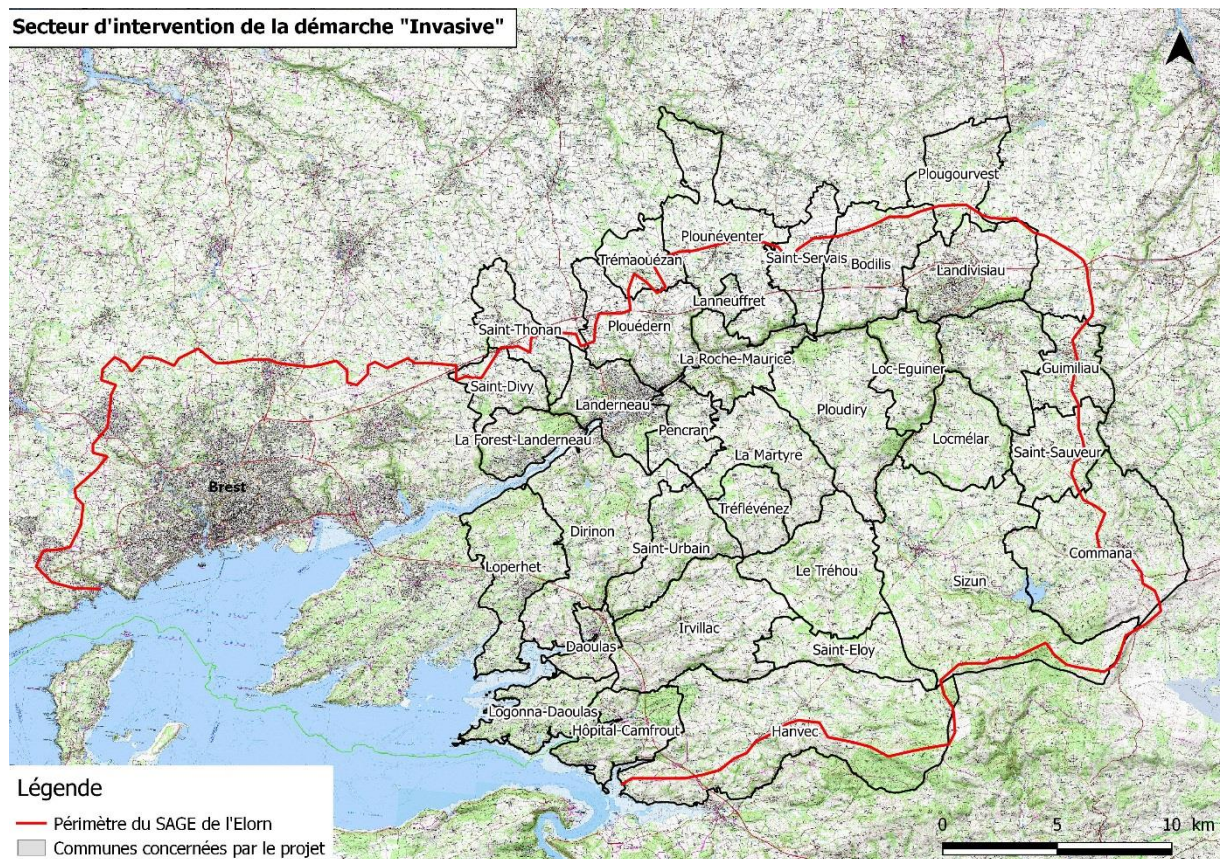 Secteur d'intervention de la démarche "Invasive"
Plougourvest
Plounéventer
Saint-Servais
Trémaouézan
Bodilis
Landivisiau
Lanneuffret
Saint-Thonan
Plouédern
La Roche-Maurice
Loc-Eguiner
Guimiliau
Saint-Divy
Landerneau
Ploudiry
Pencran
La Forest-Landerneau
Locmélar
La Martyre
Saint-Sauveur
Brest
Tréflévénez
Dirinon
Saint-Urbain
Commana
Loperhet
Le Tréhou
Sizun
Irvillac
Daoulas
Saint-Eloy
Logonna-Daoulas
Hôpital-Camfrout
Hanvec
Légende
Périmètre du SAGE de l'Elorn
Communes concernées par le projet
0 5 10 km